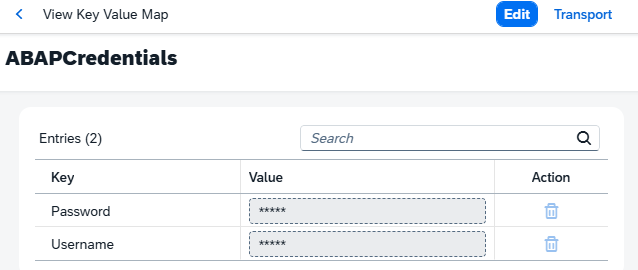 View Key Value Map Edit Transport
ABAPCredentials
Entries (2) Search
Key Value Action
Password *****
Username *****